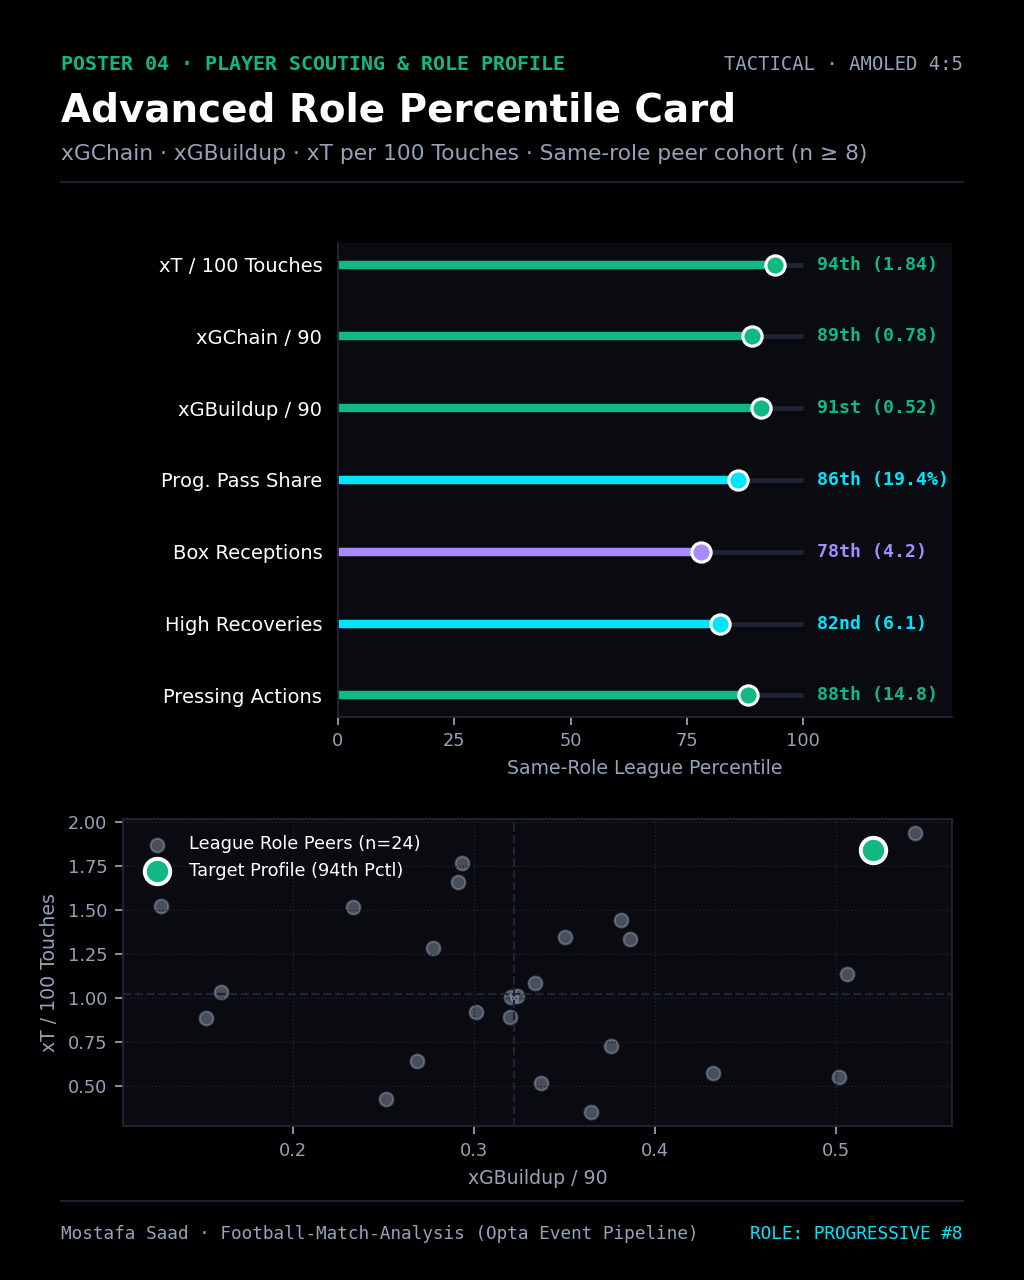 POSTER 04 · PLAYER SCOUTING & ROLE PROFILE
TACTICAL · AMOLED 4:5
Advanced Role Percentile Card
xGChain · xGBuildup · xT per 100 Touches · Same-role peer cohort (n ≥ 8)
xT / 100 Touches
94th (1.84)
xGChain / 90
89th (0.78)
xGBuildup / 90
91st (0.52)
Prog. Pass Share
86th (19.4%)
Box Receptions
78th (4.2)
High Recoveries
82nd (6.1)
Pressing Actions
88th (14.8)
0 25 50 75 100
Same-Role League Percentile
League Role Peers (n=24)
Target Profile (94th Pctl)
2.00
1.75
1.50
1.25
1.00
0.75
0.50
xT / 100 Touches
0.2 0.3 0.4 0.5
xGBuildup / 90
Mostafa Saad · Football-Match-Analysis (Opta Event Pipeline)
ROLE: PROGRESSIVE #8